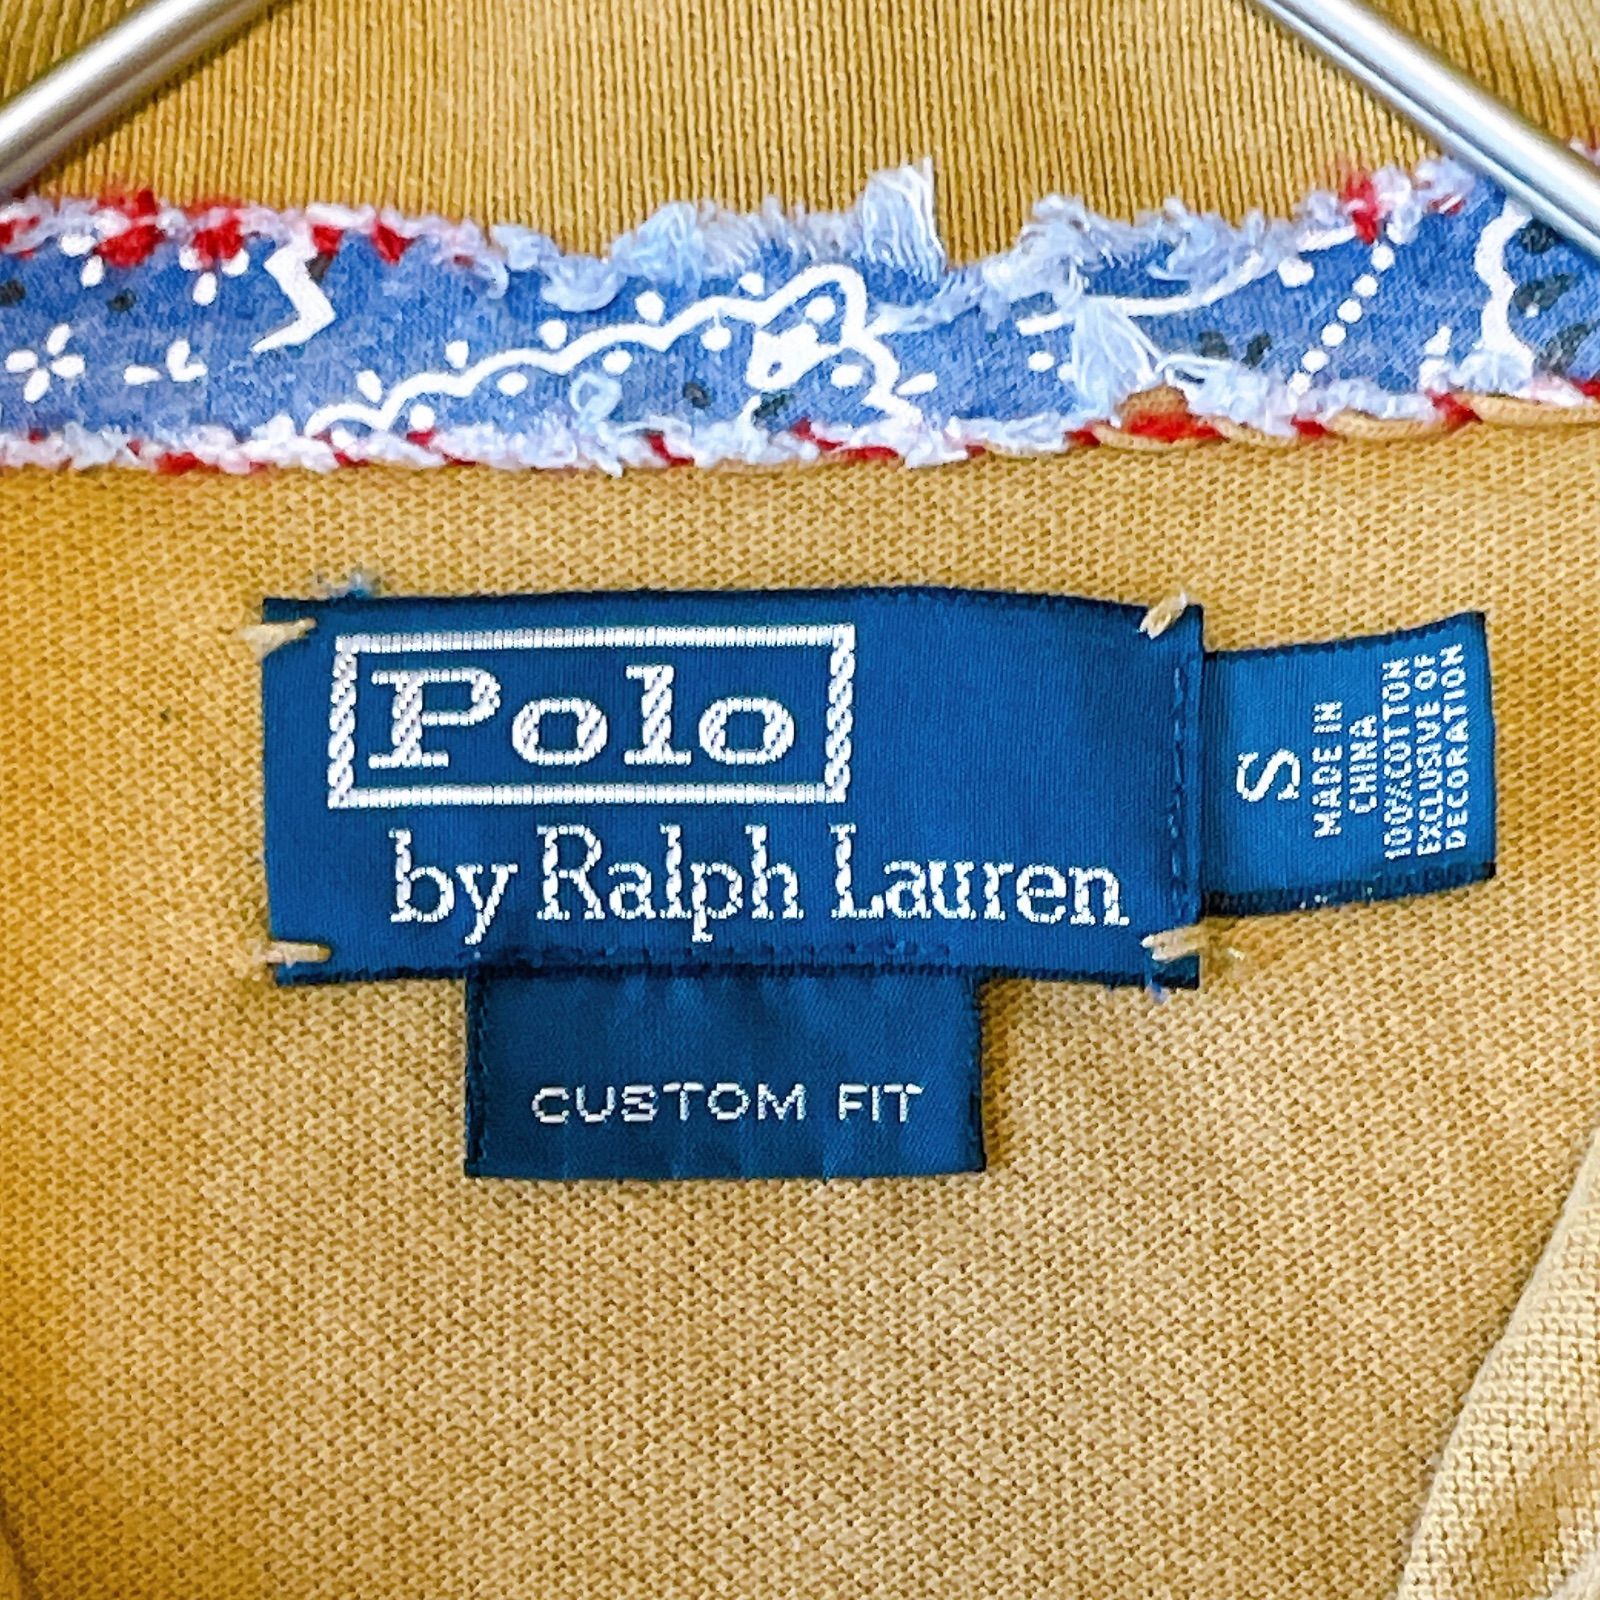 Polo
by Ralph Lauren
CUSTOM FIT
S
MADE IN
CHINA
100% COTTON
EXCLUSIVE OF
DECORATION